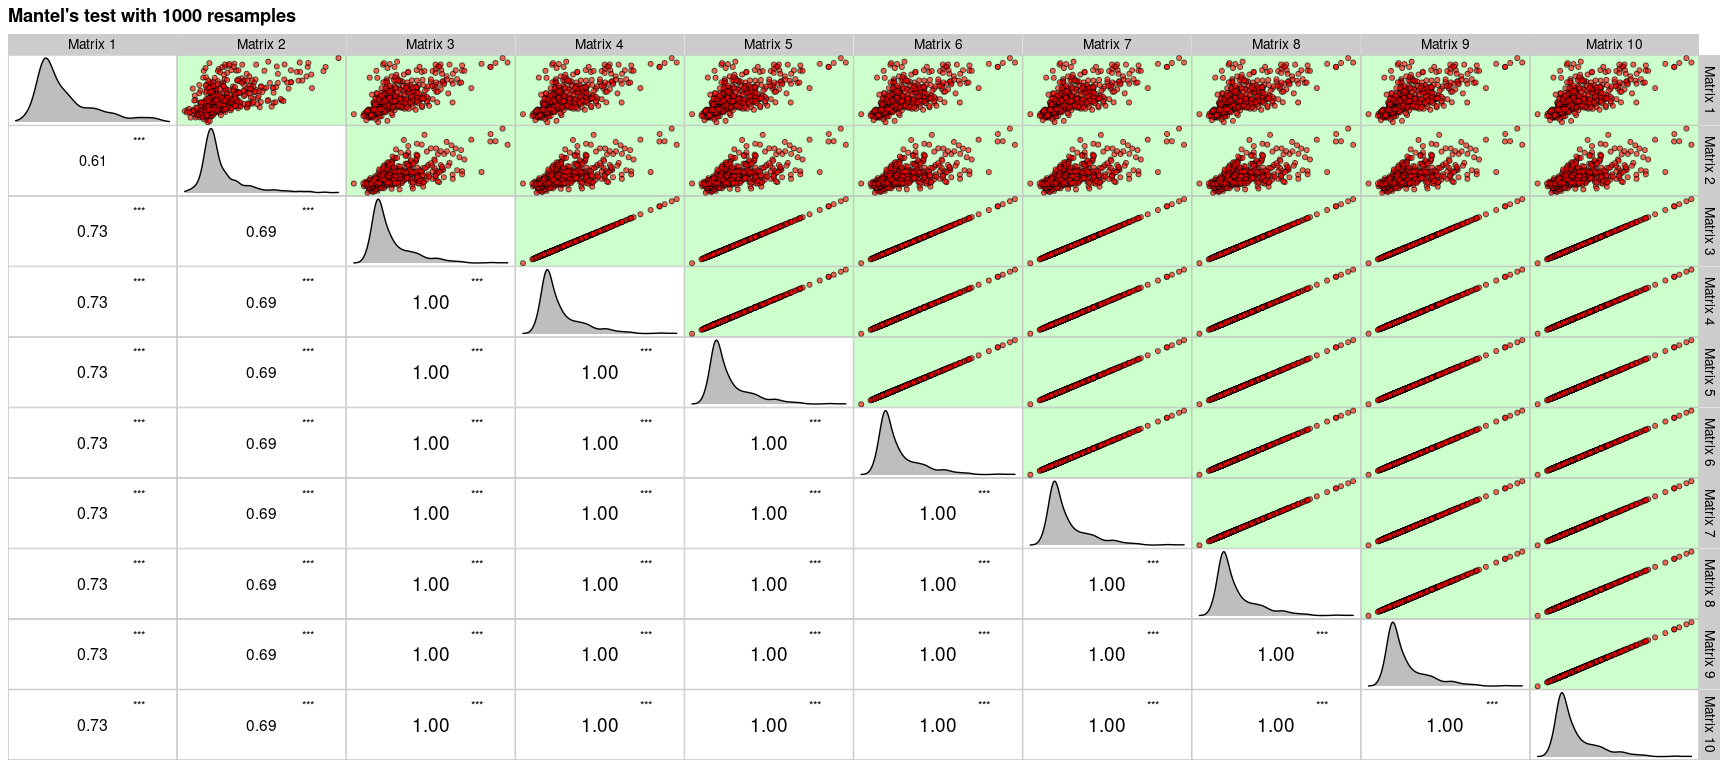 Mantel's test with 1000 resamples
Matrix 1 Matrix 2 Matrix 3 Matrix 4 Matrix 5 Matrix 6 Matrix 7 Matrix 8 Matrix 9 Matrix 10
Matrix 1
*** 
0.61
Matrix 2
*** ***
0.73 0.69
Matrix 3
*** *** ***
0.73 0.69 1.00
Matrix 4
*** *** *** ***
0.73 0.69 1.00 1.00
Matrix 5
*** *** *** *** ***
0.73 0.69 1.00 1.00 1.00
Matrix 6
*** *** *** *** *** ***
0.73 0.69 1.00 1.00 1.00 1.00
Matrix 7
*** *** *** *** *** *** ***
0.73 0.69 1.00 1.00 1.00 1.00 1.00
Matrix 8
*** *** *** *** *** *** *** ***
0.73 0.69 1.00 1.00 1.00 1.00 1.00 1.00
Matrix 9
*** *** *** *** *** *** *** *** ***
0.73 0.69 1.00 1.00 1.00 1.00 1.00 1.00 1.00
Matrix 10